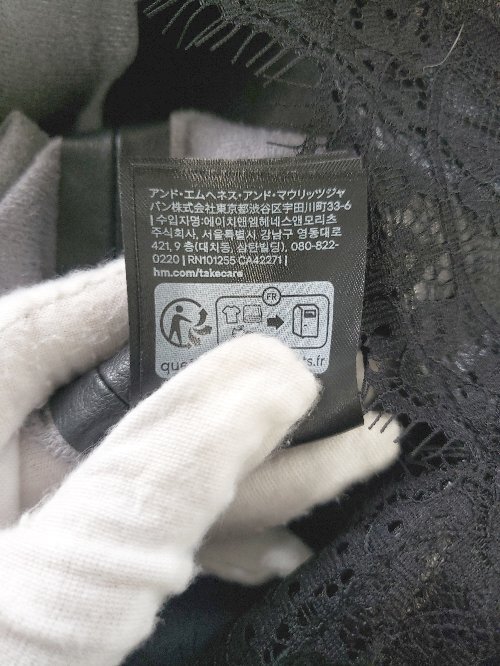 アンド・エムヘネス・アンド・マウリッツジャ
パン株式会社東京都渋谷区宇田川町33-6
| 수입자명:에이치앤엠헤네스앤모리츠
주식회사, 서울특별시 강남구 영동대로
421, 9 층(대치동, 삼탄빌딩), 080-822-
0220 | RN101255 CA42271 |
hm.com/takecare
FR